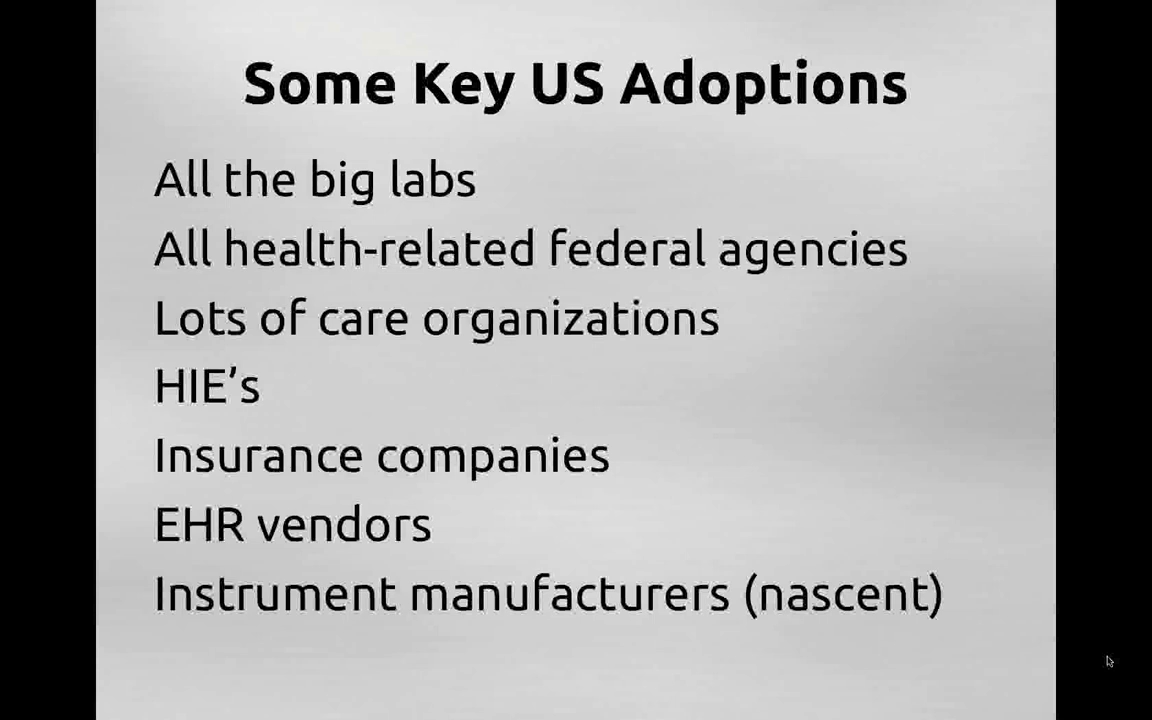 Some Key US Adoptions
All the big labs
All health-related federal agencies
Lots of care organizations
HIE’s
Insurance companies
EHR vendors
Instrument manufacturers (nascent)